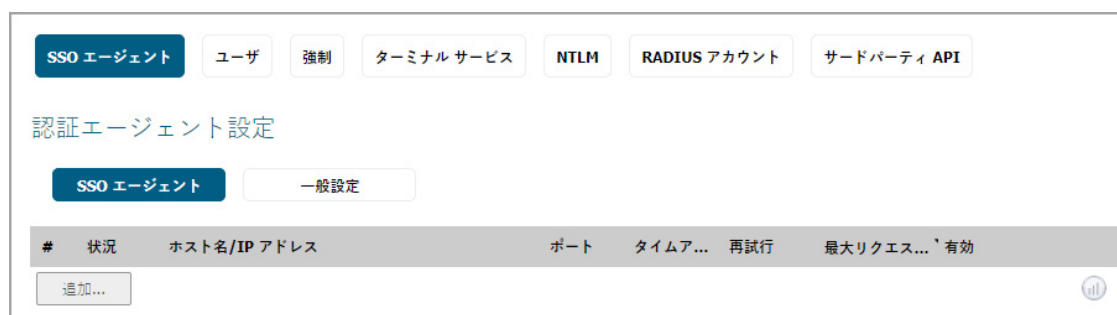 SSO エージェント ユーザ 強制 ターミナル サービス NTLM RADIUS アカウント サードパーティ API
認証エージェント設定
SSO エージェント 一般設定
# 状況 ホスト名/IP アドレス ポート タイムア... 再試行 最大リクエス... 有効
追加...